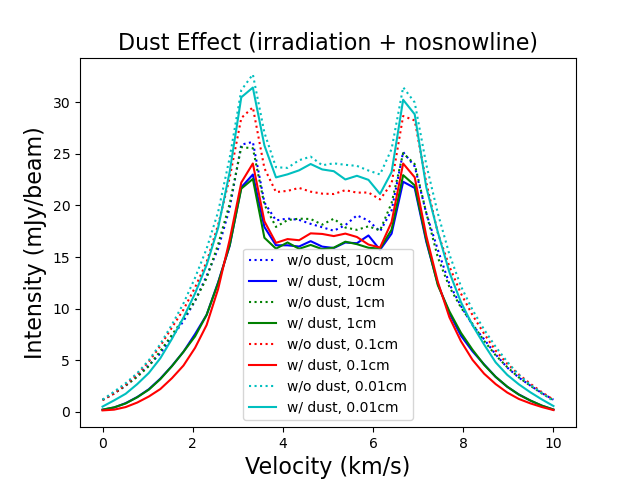 Dust Effect (irradiation + nosnowline)
Intensity (mJy/beam)
30
25
20
15
10
5
0
w/o dust, 10cm
w/ dust, 10cm
w/o dust, 1cm
w/ dust, 1cm
w/o dust, 0.1cm
w/ dust, 0.1cm
w/o dust, 0.01cm
w/ dust, 0.01cm
0 2 4 6 8 10
Velocity (km/s)